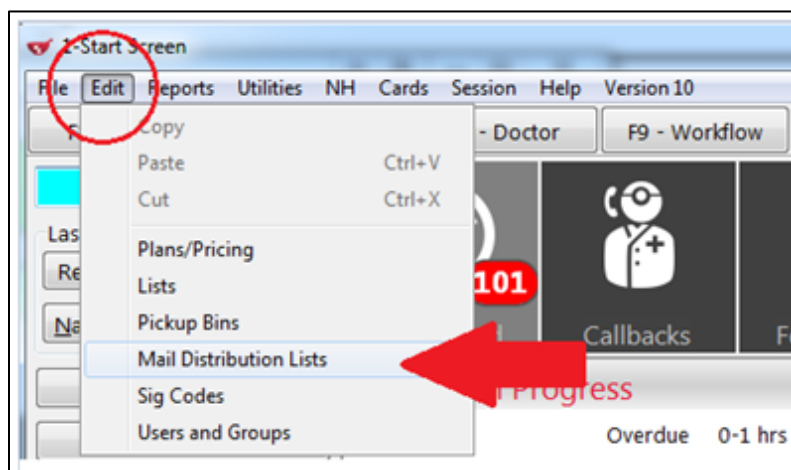 1-Start Screen
File Edit Reports Utilities NH Cards Session Help Version 10
- Doctor F9 - Workflow
Copy
Paste Ctrl+V
Cut Ctrl+X
Plans/Pricing
Lists
Pickup Bins
Mail Distribution Lists
Sig Codes
Users and Groups
101
Callbacks
Progress
Overdue 0-1 hrs